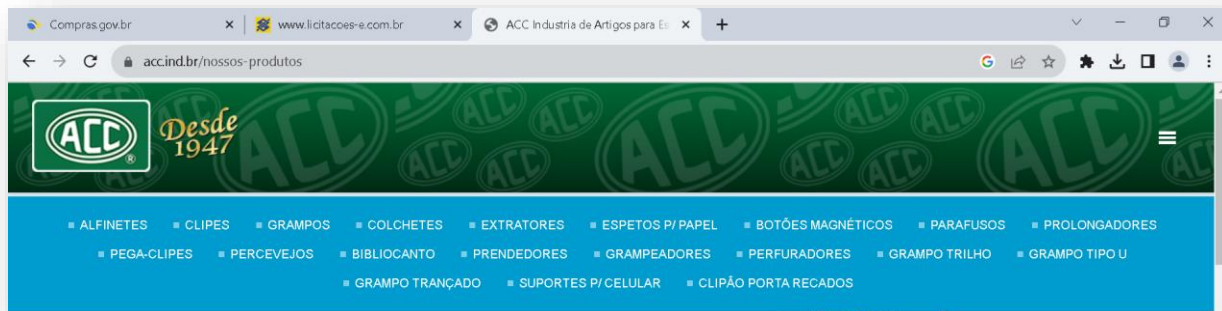 Compras.gov.br
www.licitacoes-e.com.br
ACC Industria de Artigos para Es
acc.ind.br/nossos-produtos
ACC
Desde
1947
ALFINETES CLIPES GRAMPOS COLCHETES EXTRATORES ESPETOS P/ PAPEL BOTÕES MAGNÉTICOS PARAFUSOS PROLONGADORES
PEGA-CLIPES PERCEVEJOS BIBLIOCANTO PRENDEDORES GRAMPEADORES PERFURADORES GRAMPO TRILHO GRAMPO TIPO U
GRAMPO TRANÇADO SUPORTES P/ CELULAR CLIPÃO PORTA RECADOS